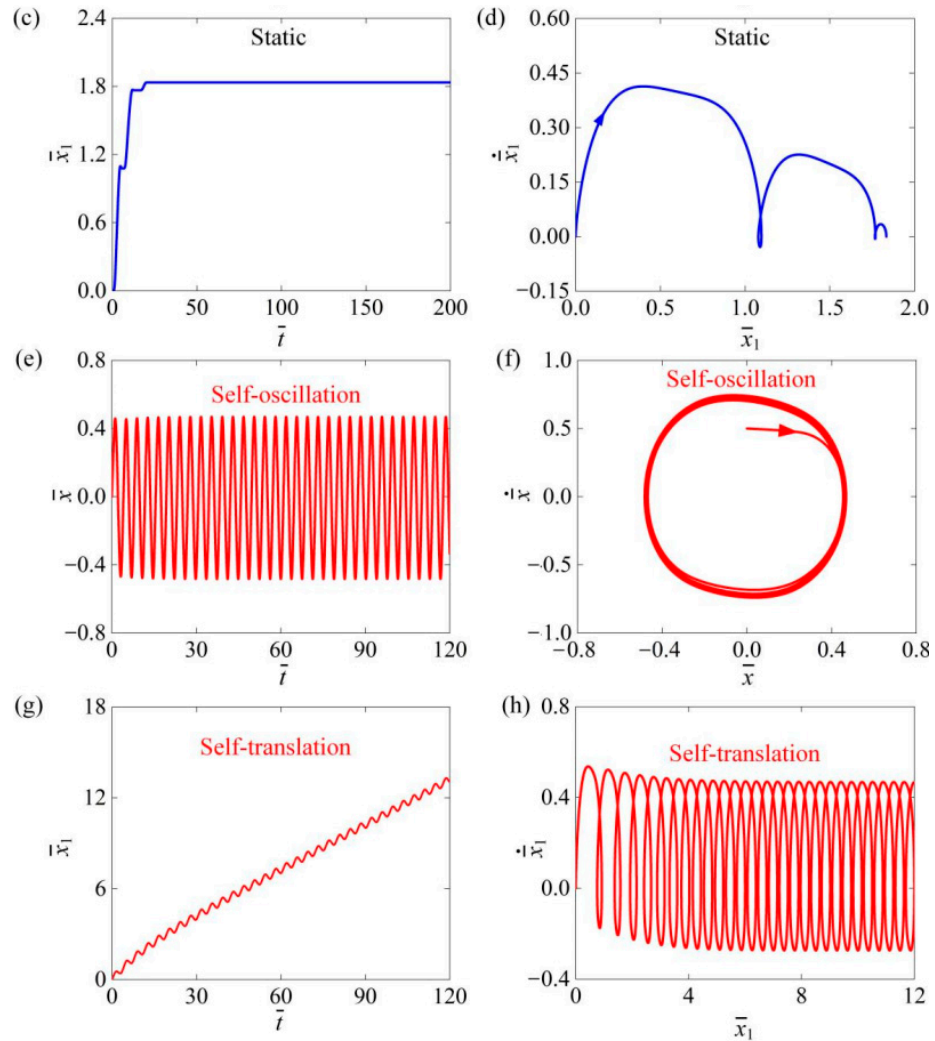 (c)
Static
2.4
1.8
1.2
0.6
0.0
x̄₁
0 50 100 150 200
t̄
(d)
Static
0.60
0.45
0.30
0.15
0.00
−0.15
ẋ̄₁
0.0 0.5 1.0 1.5 2.0
x̄₁
(e)
Self-oscillation
0.8
0.4
0.0
−0.4
−0.8
x̄
0 30 60 90 120
t̄
(f)
Self-oscillation
1.0
0.5
0.0
−0.5
−1.0
ẋ̄
−0.8 −0.4 0.0 0.4 0.8
x̄
(g)
Self-translation
18
12
6
0
x̄₁
0 30 60 90 120
t̄
(h)
Self-translation
0.8
0.4
0.0
−0.4
ẋ̄₁
0 4 8 12
x̄₁